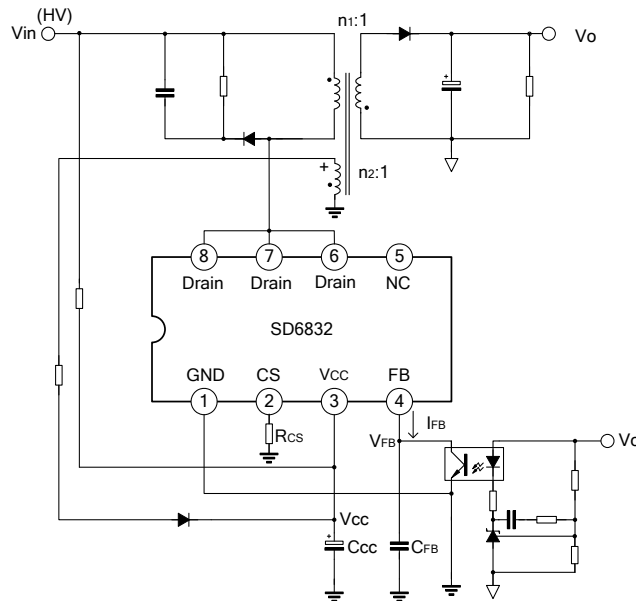 (HV)
Vin
n1:1
Vo
+
+
n2:1
8 7 6 5
Drain Drain Drain NC
SD6832
GND CS VCC FB
1 2 3 4
IFB
RCS
VFB
Vo
Vcc
+
Ccc
CFB